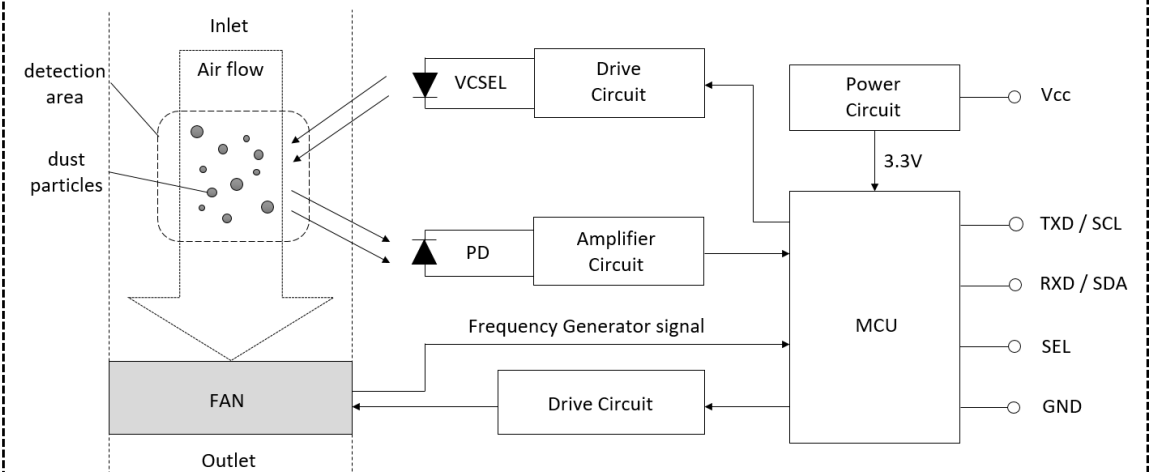 Inlet
Air flow
detection
area
dust
particles
VCSEL
Drive
Circuit
Power
Circuit
Vcc
3.3V
PD
Amplifier
Circuit
TXD / SCL
RXD / SDA
MCU
Frequency Generator signal
SEL
FAN
Drive Circuit
GND
Outlet